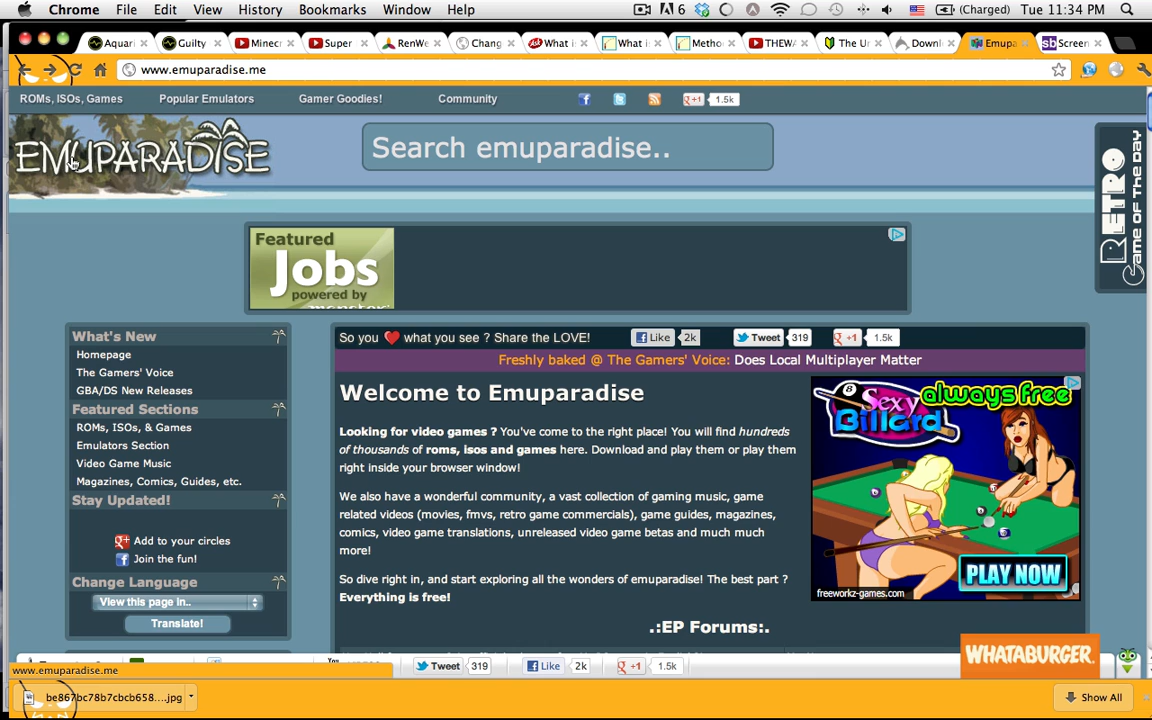 Chrome File Edit View History Bookmarks Window Help 6 (Charged) Tue 11:34 PM
Aquari Guilty Minecr Super RenWe Chang What i What i Metho THEWA The Ur Downl Emupa Screen
www.emuparadise.me
ROMs, ISOs, Games Popular Emulators Gamer Goodies! Community +1 1.5k
EMUPARADISE
Search emuparadise..
RETRO Game OF THE DAY
Featured
Jobs
powered by
monster
What's New
Homepage
The Gamers' Voice
GBA/DS New Releases
Featured Sections
ROMs, ISOs, & Games
Emulators Section
Video Game Music
Magazines, Comics, Guides, etc.
Stay Updated!
Add to your circles
Join the fun!
Change Language
View this page in..
Translate!
So you what you see ? Share the LOVE! Like 2k Tweet 319 +1 1.5k
Freshly baked @ The Gamers' Voice: Does Local Multiplayer Matter
Welcome to Emuparadise
Looking for video games ? You've come to the right place! You will find hundreds
of thousands of roms, isos and games here. Download and play them or play them
right inside your browser window!
We also have a wonderful community, a vast collection of gaming music, game
related videos (movies, fmvs, retro game commercials), game guides, magazines,
comics, video game translations, unreleased video game betas and much much
more!
So dive right in, and start exploring all the wonders of emuparadise! The best part ?
Everything is free!
.:EP Forums:.
8 Sexy always free
Billard
PLAY NOW
freeworkz-games.com
WHATABURGER
www.emuparadise.me
Tweet 319 Like 2k +1 1.5k
be867bc78b7cbcb658....jpg Show All